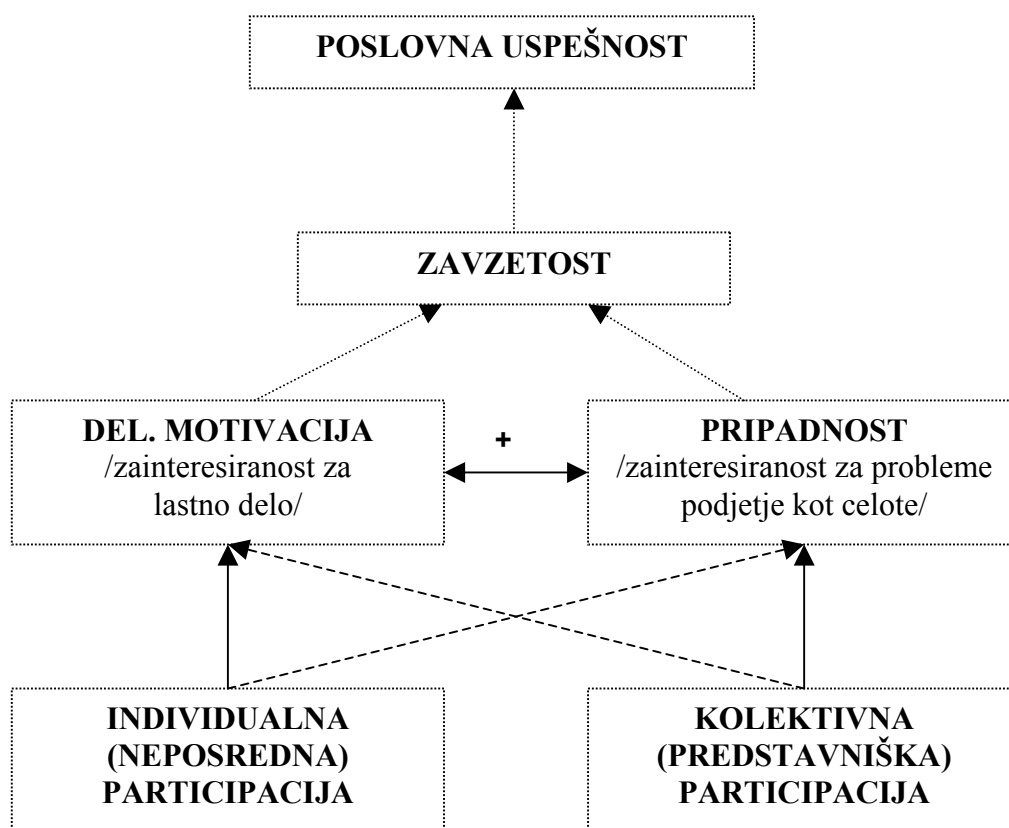 POSLOVNA USPEŠNOST
ZAVZETOST
DEL. MOTIVACIJA
/zainteresiranost za
lastno delo/
+
PRIPADNOST
/zainteresiranost za probleme
podjetje kot celote/
INDIVIDUALNA
(NEPOSREDNA)
PARTICIPACIJA
KOLEKTIVNA
(PREDSTAVNIŠKA)
PARTICIPACIJA